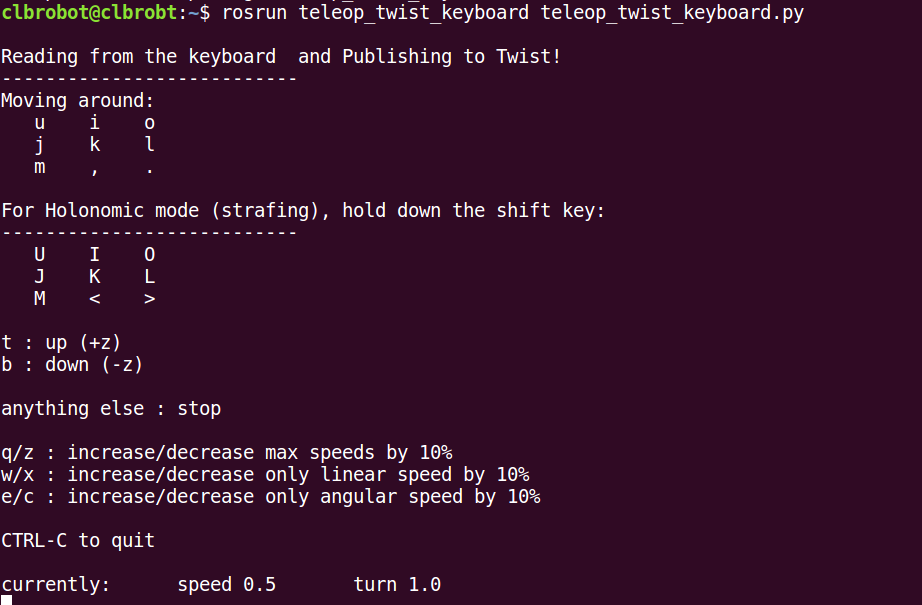 clbrobot@clbrobt:~$ rosrun teleop_twist_keyboard teleop_twist_keyboard.py
Reading from the keyboard  and Publishing to Twist!
---------------------------
Moving around:
   u    i    o
   j    k    l
   m    ,    .
For Holonomic mode (strafing), hold down the shift key:
---------------------------
   U    I    O
   J    K    L
   M    <    >
t : up (+z)
b : down (-z)
anything else : stop
q/z : increase/decrease max speeds by 10%
w/x : increase/decrease only linear speed by 10%
e/c : increase/decrease only angular speed by 10%
CTRL-C to quit
currently:      speed 0.5       turn 1.0